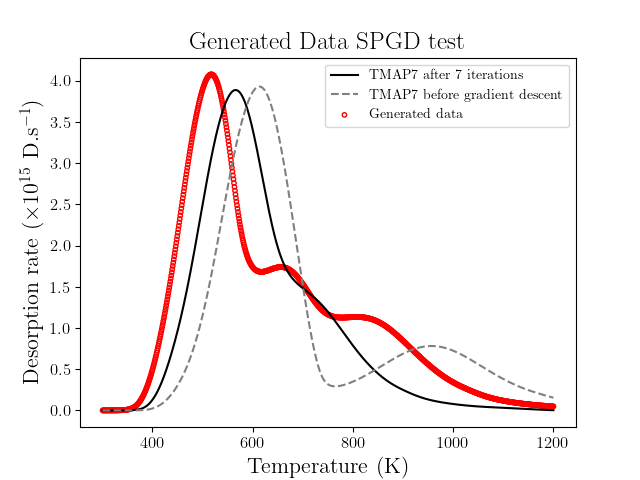 Generated Data SPGD test
TMAP7 after 7 iterations
TMAP7 before gradient descent
Generated data
Desorption rate (×10¹⁵ D.s⁻¹)
4.0
3.5
3.0
2.5
2.0
1.5
1.0
0.5
0.0
400 600 800 1000 1200
Temperature (K)